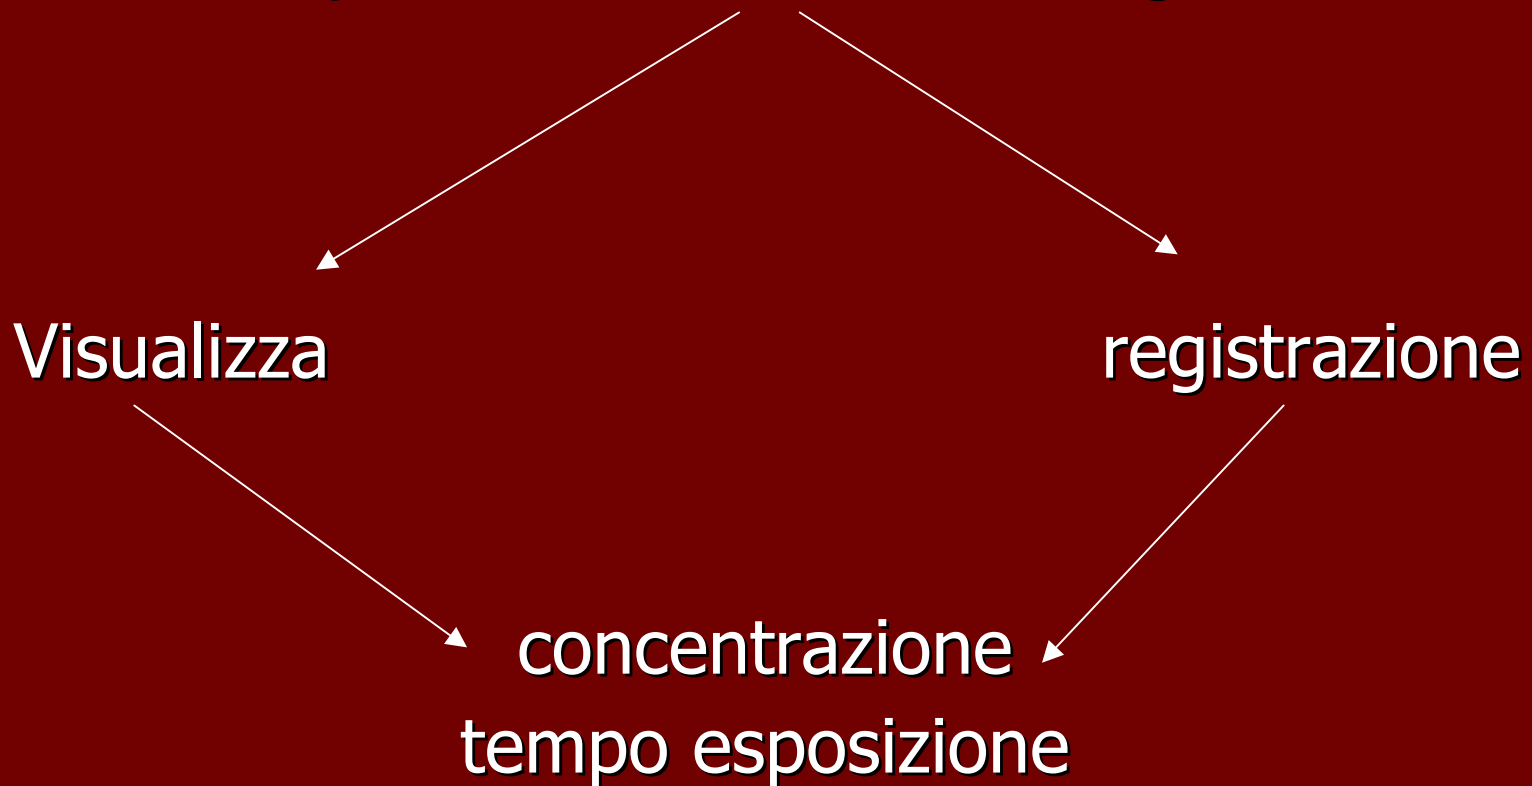 Visualizza
registrazione
concentrazione
tempo esposizione